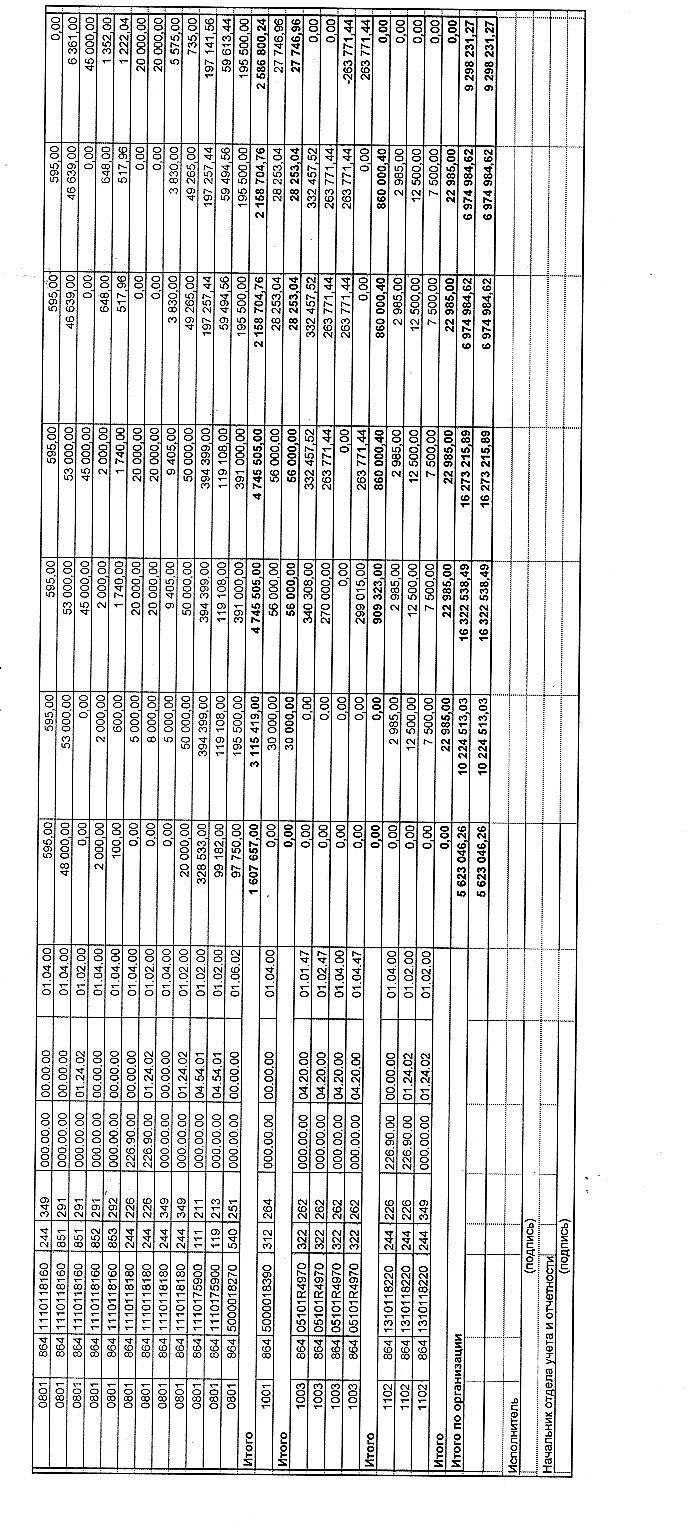 0801 864 1110118160 244 349 000.00.00 00.00.00 01.04.00 595,00 595,00 595,00 595,00 595,00 595,00 0,00
0801 864 1110118160 851 291 000.00.00 00.00.00 01.04.00 48 000,00 53 000,00 53 000,00 53 000,00 46 639,00 46 639,00 6 361,00
0801 864 1110118160 851 291 000.00.00 01.24.02 01.02.00 0,00 0,00 45 000,00 45 000,00 0,00 0,00 45 000,00
0801 864 1110118160 852 291 000.00.00 00.00.00 01.04.00 2 000,00 2 000,00 2 000,00 2 000,00 648,00 648,00 1 352,00
0801 864 1110118160 853 292 000.00.00 00.00.00 01.04.00 100,00 600,00 1 740,00 1 740,00 517,96 517,96 1 222,04
0801 864 1110118180 244 226 226.90.00 00.00.00 01.04.00 0,00 5 000,00 20 000,00 20 000,00 0,00 0,00 20 000,00
0801 864 1110118180 244 226 226.90.00 01.24.02 01.02.00 0,00 8 000,00 20 000,00 20 000,00 0,00 0,00 20 000,00
0801 864 1110118180 244 349 000.00.00 00.00.00 01.04.00 0,00 5 000,00 9 405,00 9 405,00 3 830,00 3 830,00 5 575,00
0801 864 1110118180 244 349 000.00.00 01.24.02 01.02.00 20 000,00 50 000,00 50 000,00 50 000,00 49 265,00 49 265,00 735,00
0801 864 1110175900 111 211 000.00.00 04.54.01 01.02.00 328 533,00 394 399,00 394 399,00 394 399,00 197 257,44 197 257,44 197 141,56
0801 864 1110175900 119 213 000.00.00 04.54.01 01.02.00 99 182,00 119 108,00 119 108,00 119 108,00 59 494,56 59 494,56 59 613,44
0801 864 5000018270 540 251 000.00.00 00.00.00 01.06.02 97 750,00 195 500,00 391 000,00 391 000,00 195 500,00 195 500,00 195 500,00
Итого 1 607 657,00 3 115 419,00 4 745 505,00 4 745 505,00 2 158 704,76 2 158 704,76 2 586 800,24
1001 864 5000018390 312 264 000.00.00 00.00.00 01.04.00 0,00 30 000,00 56 000,00 56 000,00 28 253,04 28 253,04 27 746,96
Итого 0,00 30 000,00 56 000,00 56 000,00 28 253,04 28 253,04 27 746,96
1003 864 05101R4970 322 262 000.00.00 04.20.00 01.01.47 0,00 0,00 340 308,00 332 457,52 332 457,52 332 457,52 0,00
1003 864 05101R4970 322 262 000.00.00 04.20.00 01.02.47 0,00 0,00 270 000,00 263 771,44 263 771,44 263 771,44 0,00
1003 864 05101R4970 322 262 000.00.00 04.20.00 01.04.00 0,00 0,00 0,00 0,00 263 771,44 263 771,44 -263 771,44
1003 864 05101R4970 322 262 000.00.00 04.20.00 01.04.47 0,00 0,00 299 015,00 263 771,44 0,00 0,00 263 771,44
Итого 0,00 0,00 909 323,00 860 000,40 860 000,40 860 000,40 0,00
1102 864 1310118220 244 226 226.90.00 00.00.00 01.04.00 0,00 2 985,00 2 985,00 2 985,00 2 985,00 2 985,00 0,00
1102 864 1310118220 244 226 226.90.00 01.24.02 01.02.00 0,00 12 500,00 12 500,00 12 500,00 12 500,00 12 500,00 0,00
1102 864 1310118220 244 349 000.00.00 01.24.02 01.02.00 0,00 7 500,00 7 500,00 7 500,00 7 500,00 7 500,00 0,00
Итого 0,00 22 985,00 22 985,00 22 985,00 22 985,00 22 985,00 0,00
Итого по организации 5 623 046,26 10 224 513,03 16 322 538,49 16 273 215,89 6 974 984,62 6 974 984,62 9 298 231,27
5 623 046,26 10 224 513,03 16 322 538,49 16 273 215,89 6 974 984,62 6 974 984,62 9 298 231,27
Исполнитель
(подпись)
Начальник отдела учета и отчетности
(подпись)